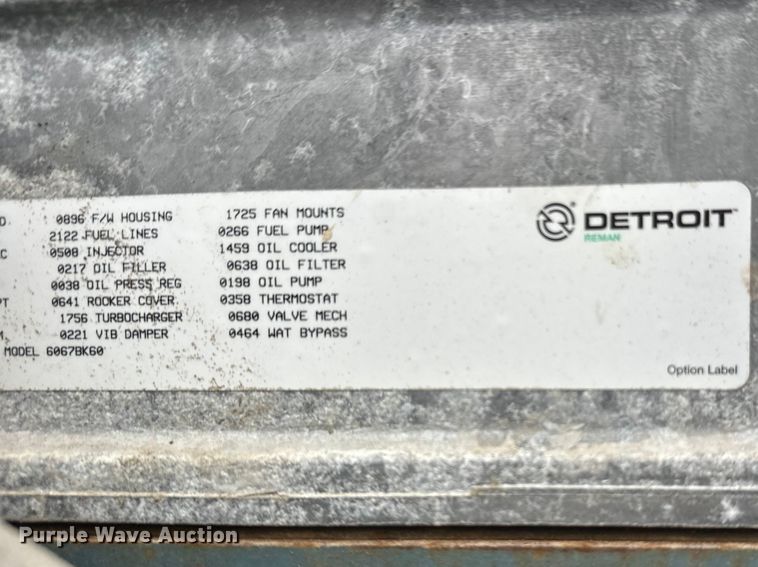 D. 0896 F/W HOUSING 1725 FAN MOUNTS
2122 FUEL LINES 0266 FUEL PUMP
C 0508 INJECTOR 1459 OIL COOLER
0217 OIL FILLER 0638 OIL FILTER
0038 OIL PRESS REG 0198 OIL PUMP
PT 0641 ROCKER COVER 0358 THERMOSTAT
1756 TURBOCHARGER 0680 VALVE MECH
0221 VIB DAMPER 0464 WAT BYPASS
MODEL 6067BK60
DETROIT
REMAN
Option Label
Purple Wave Auction